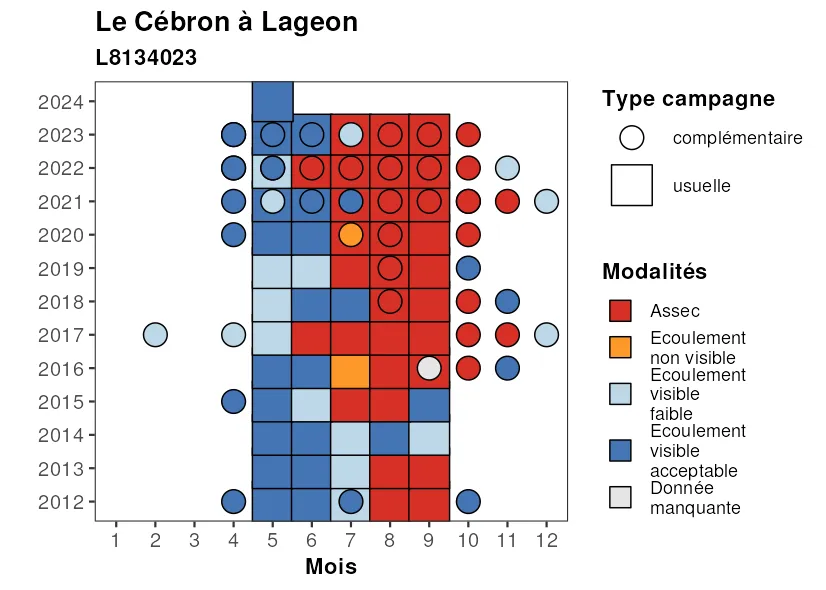 Le Cébron à Lageon
L8134023
2024
2023
2022
2021
2020
2019
2018
2017
2016
2015
2014
2013
2012
1 2 3 4 5 6 7 8 9 10 11 12
Mois
Type campagne
complémentaire
usuelle
Modalités
Assec
Ecoulement
non visible
Ecoulement
visible
faible
Ecoulement
visible
acceptable
Donnée
manquante